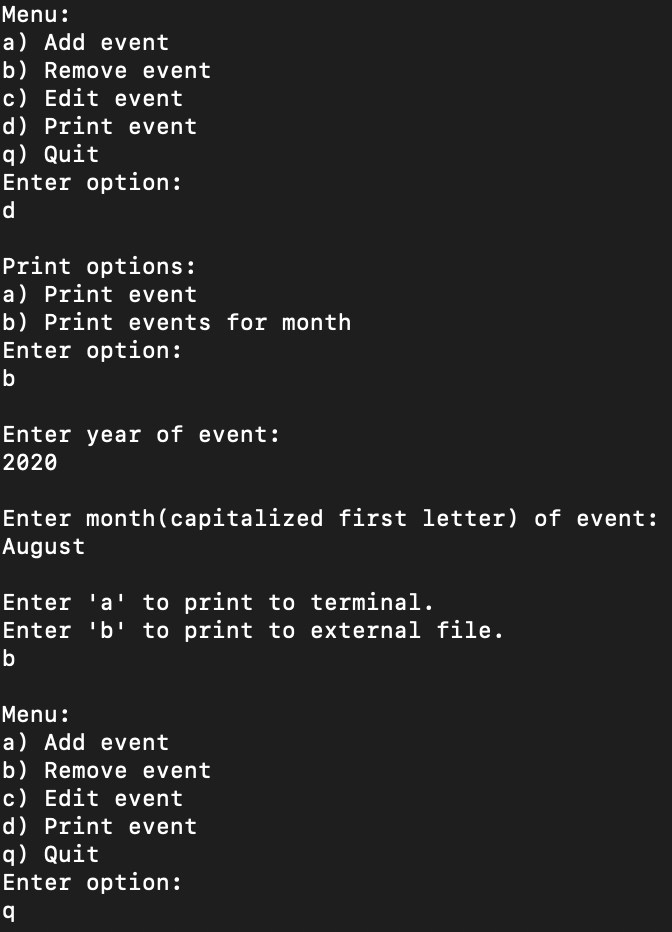 Menu:
a) Add event
b) Remove event
c) Edit event
d) Print event
q) Quit
Enter option:
d
Print options:
a) Print event
b) Print events for month
Enter option:
b
Enter year of event:
2020
Enter month(capitalized first letter) of event:
August
Enter 'a' to print to terminal.
Enter 'b' to print to external file.
b
Menu:
a) Add event
b) Remove event
c) Edit event
d) Print event
q) Quit
Enter option:
q